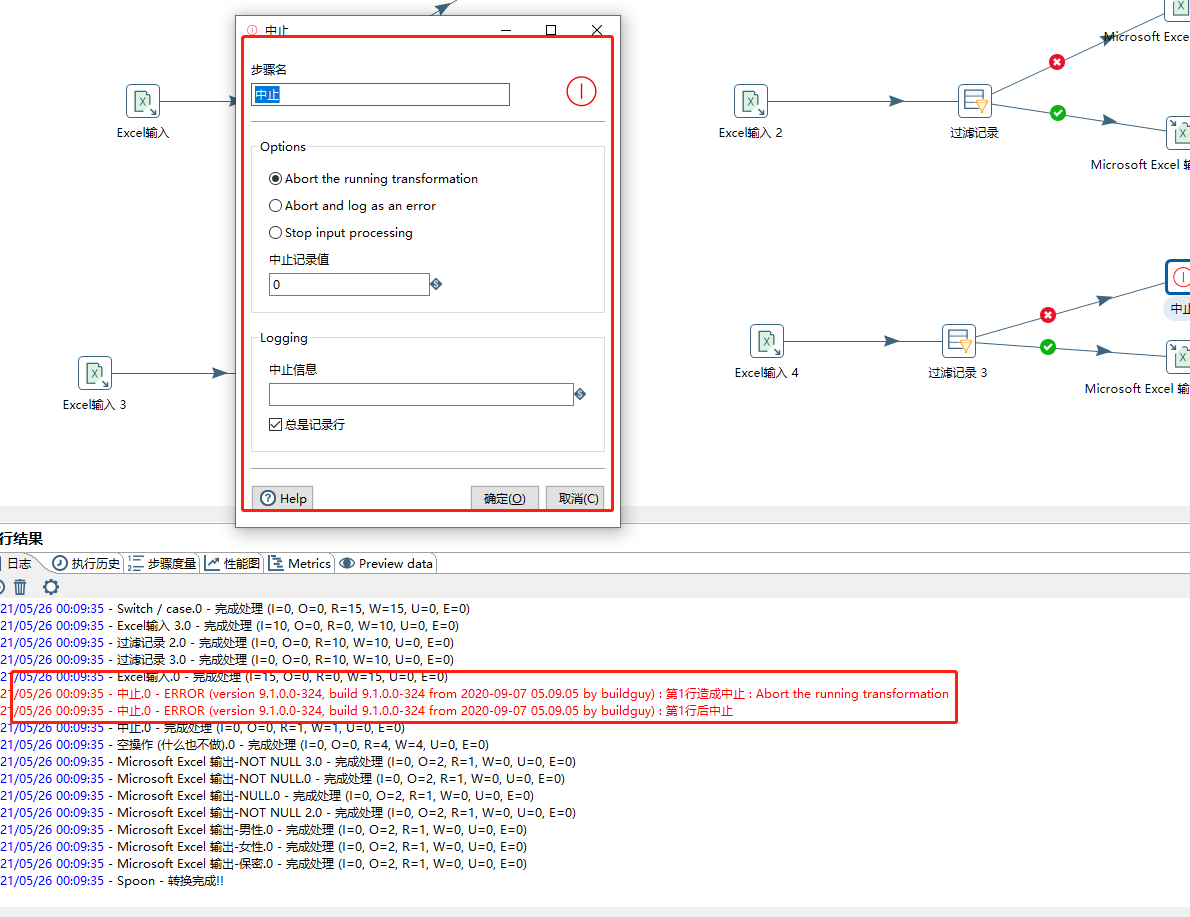 中止
步骤名
中止
Options
Abort the running transformation
Abort and log as an error
Stop input processing
中止记录值
0
Logging
中止信息
总是记录行
Help
确定(O)
取消(C)
Excel输入
Excel输入 3
Excel输入 2
过滤记录
Microsoft Exce
Microsoft Excel 输
Excel输入 4
过滤记录 3
中止
Microsoft Excel 输
行结果
日志
执行历史
步骤度量
性能图
Metrics
Preview data
21/05/26 00:09:35 - Switch / case.0 - 完成处理 (I=0, O=0, R=15, W=15, U=0, E=0)
21/05/26 00:09:35 - Excel输入 3.0 - 完成处理 (I=10, O=0, R=0, W=10, U=0, E=0)
21/05/26 00:09:35 - 过滤记录 2.0 - 完成处理 (I=0, O=0, R=10, W=10, U=0, E=0)
21/05/26 00:09:35 - 过滤记录 3.0 - 完成处理 (I=0, O=0, R=10, W=10, U=0, E=0)
21/05/26 00:09:35 - Excel输入.0 - 完成处理 (I=15, O=0, R=0, W=15, U=0, E=0)
21/05/26 00:09:35 - 中止.0 - ERROR (version 9.1.0.0-324, build 9.1.0.0-324 from 2020-09-07 05.09.05 by buildguy) : 第1行造成中止 : Abort the running transformation
21/05/26 00:09:35 - 中止.0 - ERROR (version 9.1.0.0-324, build 9.1.0.0-324 from 2020-09-07 05.09.05 by buildguy) : 第1行后中止
21/05/26 00:09:35 - 中止.0 - 完成处理 (I=0, O=0, R=1, W=1, U=0, E=0)
21/05/26 00:09:35 - 空操作 (什么也不做).0 - 完成处理 (I=0, O=0, R=4, W=4, U=0, E=0)
21/05/26 00:09:35 - Microsoft Excel 输出-NOT NULL 3.0 - 完成处理 (I=0, O=2, R=1, W=0, U=0, E=0)
21/05/26 00:09:35 - Microsoft Excel 输出-NOT NULL.0 - 完成处理 (I=0, O=2, R=1, W=0, U=0, E=0)
21/05/26 00:09:35 - Microsoft Excel 输出-NULL.0 - 完成处理 (I=0, O=2, R=1, W=0, U=0, E=0)
21/05/26 00:09:35 - Microsoft Excel 输出-NOT NULL 2.0 - 完成处理 (I=0, O=2, R=1, W=0, U=0, E=0)
21/05/26 00:09:35 - Microsoft Excel 输出-男性.0 - 完成处理 (I=0, O=2, R=1, W=0, U=0, E=0)
21/05/26 00:09:35 - Microsoft Excel 输出-女性.0 - 完成处理 (I=0, O=2, R=1, W=0, U=0, E=0)
21/05/26 00:09:35 - Microsoft Excel 输出-保密.0 - 完成处理 (I=0, O=2, R=1, W=0, U=0, E=0)
21/05/26 00:09:35 - Spoon - 转换完成!!